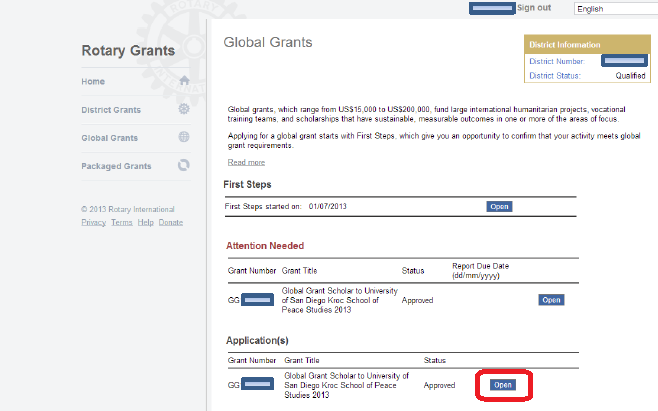 Sign out
English
Rotary Grants
Home
District Grants
Global Grants
Packaged Grants
© 2013 Rotary International
Privacy Terms Help Donate
Global Grants
District Information
District Number:
District Status: Qualified
Global grants, which range from US$15,000 to US$200,000, fund large international humanitarian projects, vocational
training teams, and scholarships that have sustainable, measurable outcomes in one or more of the areas of focus.
Applying for a global grant starts with First Steps, which give you an opportunity to confirm that your activity meets global
grant requirements.
Read more
First Steps
First Steps started on: 01/07/2013 Open
Attention Needed
Grant Number Grant Title Status Report Due Date
(dd/mm/yyyy)
Global Grant Scholar to University
GG of San Diego Kroc School of Approved Open
Peace Studies 2013
Application(s)
Grant Number Grant Title Status
Global Grant Scholar to University of
GG San Diego Kroc School of Peace Approved Open
Studies 2013